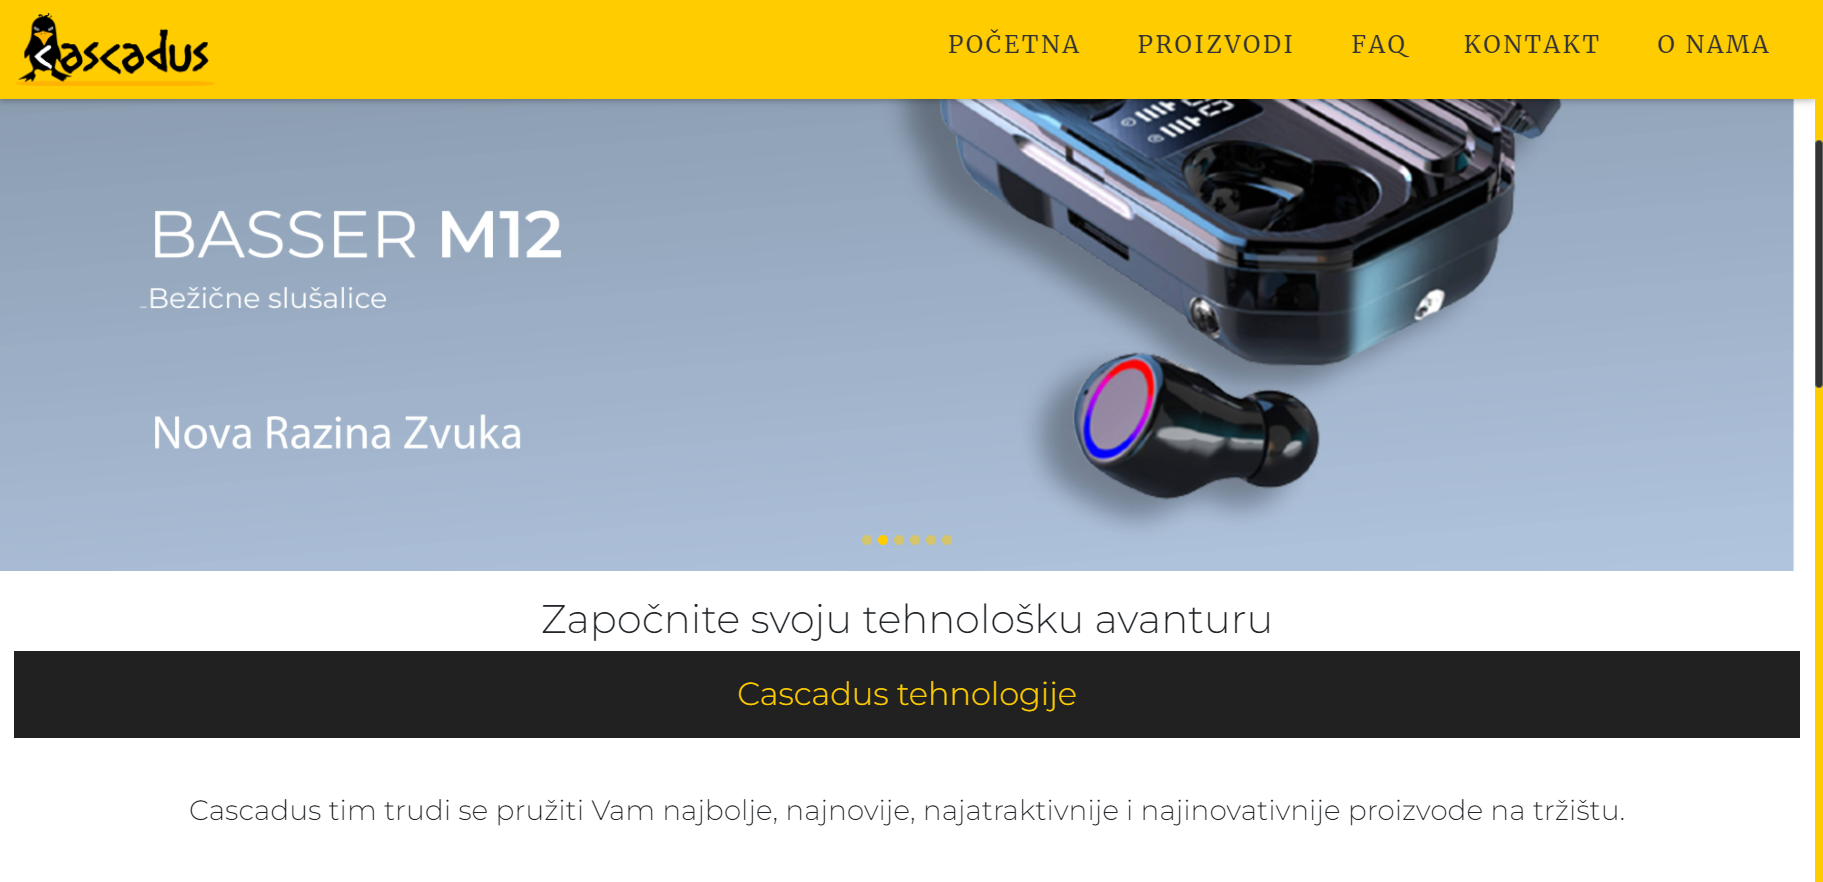 Cascadus
POČETNA PROIZVODI FAQ KONTAKT O NAMA
BASSER M12
Bežične slušalice
Nova Razina Zvuka
Započnite svoju tehnološku avanturu
Cascadus tehnologije
Cascadus tim trudi se pružiti Vam najbolje, najnovije, najatraktivnije i najinovativnije proizvode na tržištu.